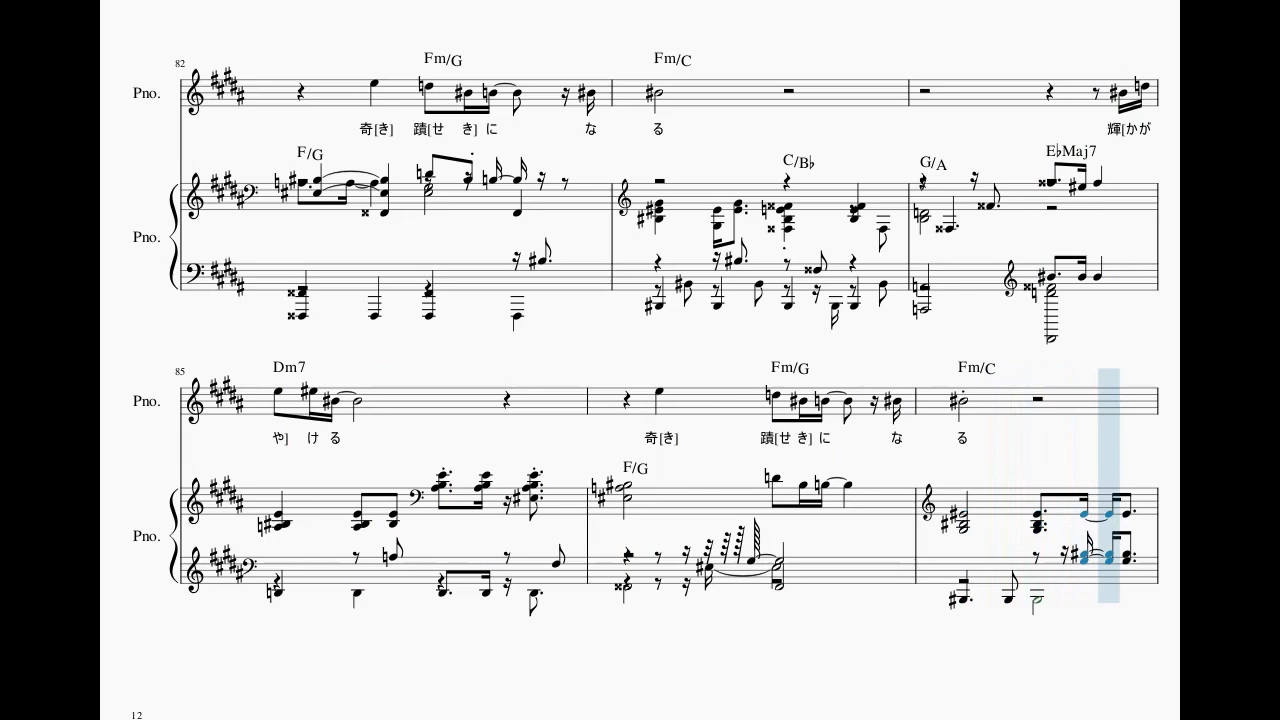 82
Fm/G Fm/C
Pno.
奇[き] 蹟[せ き] に な る 輝[かが
F/G C/B♭ G/A E♭Maj7
Pno.
85
Dm7 Fm/G Fm/C
Pno.
や] け る 奇[き] 蹟[せ き] に な る
F/G
Pno.
12